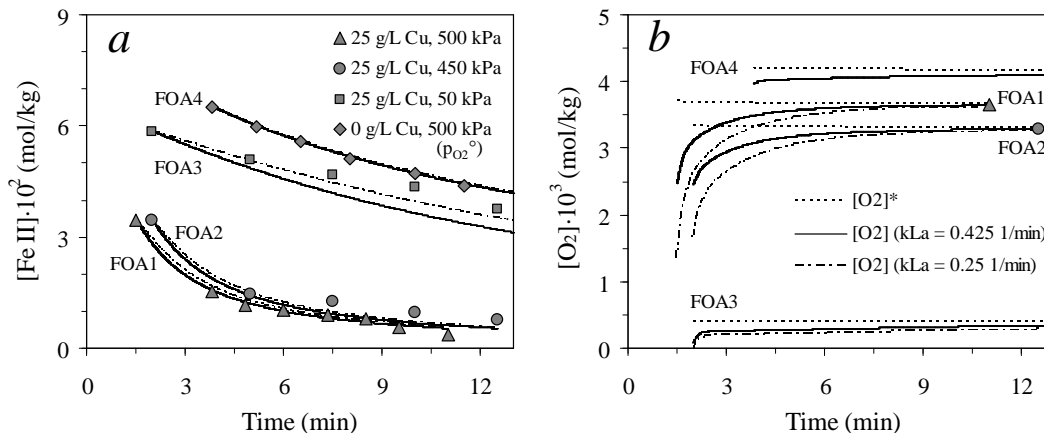 a
9
6
3
0
0
3
6
9
12
[Fe II]·10² (mol/kg)
Time (min)
25 g/L Cu, 500 kPa
25 g/L Cu, 450 kPa
25 g/L Cu, 50 kPa
0 g/L Cu, 500 kPa
(pO2°)
FOA4
FOA3
FOA2
FOA1
b
5
4
3
2
1
0
0
3
6
9
12
[O₂]·10³ (mol/kg)
Time (min)
FOA4
FOA1
FOA2
[O2]*
[O2] (kLa = 0.425 1/min)
[O2] (kLa = 0.25 1/min)
FOA3